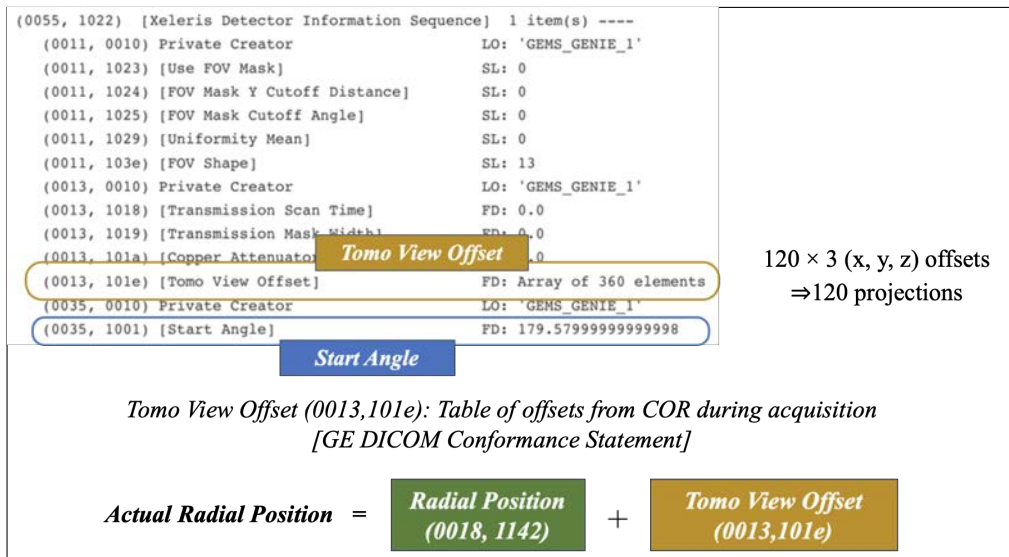 (0055, 1022) [Xeleris Detector Information Sequence] 1 item(s) ----
(0011, 0010) Private Creator LO: 'GEMS_GENIE_1'
(0011, 1023) [Use FOV Mask] SL: 0
(0011, 1024) [FOV Mask Y Cutoff Distance] SL: 0
(0011, 1025) [FOV Mask Cutoff Angle] SL: 0
(0011, 1029) [Uniformity Mean] SL: 0
(0011, 103e) [FOV Shape] SL: 13
(0013, 0010) Private Creator LO: 'GEMS_GENIE_1'
(0013, 1018) [Transmission Scan Time] FD: 0.0
(0013, 1019) [Transmission Mask Width] FD: 0.0
(0013, 101a) [Copper Attenuator .0
Tomo View Offset
(0013, 101e) [Tomo View Offset] FD: Array of 360 elements
(0035, 0010) Private Creator LO: 'GEMS_GENIE_1'
(0035, 1001) [Start Angle] FD: 179.57999999999998
Start Angle
120 × 3 (x, y, z) offsets
⇒120 projections
Tomo View Offset (0013,101e): Table of offsets from COR during acquisition
[GE DICOM Conformance Statement]
Actual Radial Position = Radial Position (0018, 1142) + Tomo View Offset (0013,101e)